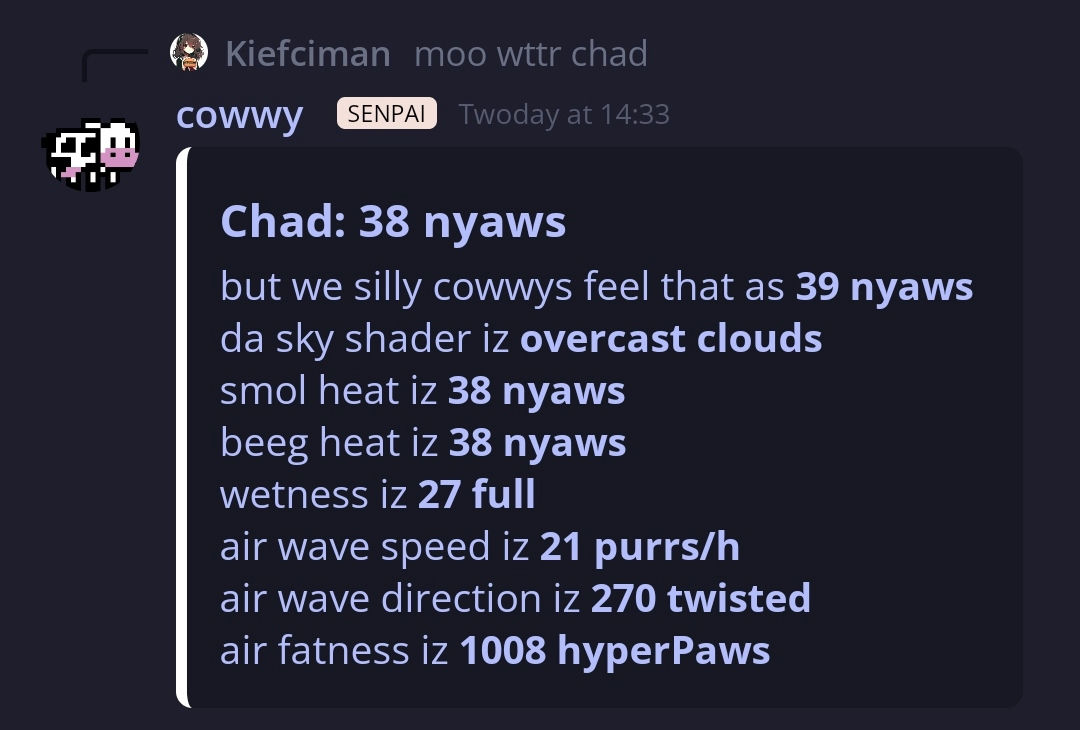 Kiefciman moo wttr chad
cowwy SENPAI Twoday at 14:33
Chad: 38 nyaws
but we silly cowwys feel that as 39 nyaws
da sky shader iz overcast clouds
smol heat iz 38 nyaws
beeg heat iz 38 nyaws
wetness iz 27 full
air wave speed iz 21 purrs/h
air wave direction iz 270 twisted
air fatness iz 1008 hyperPaws